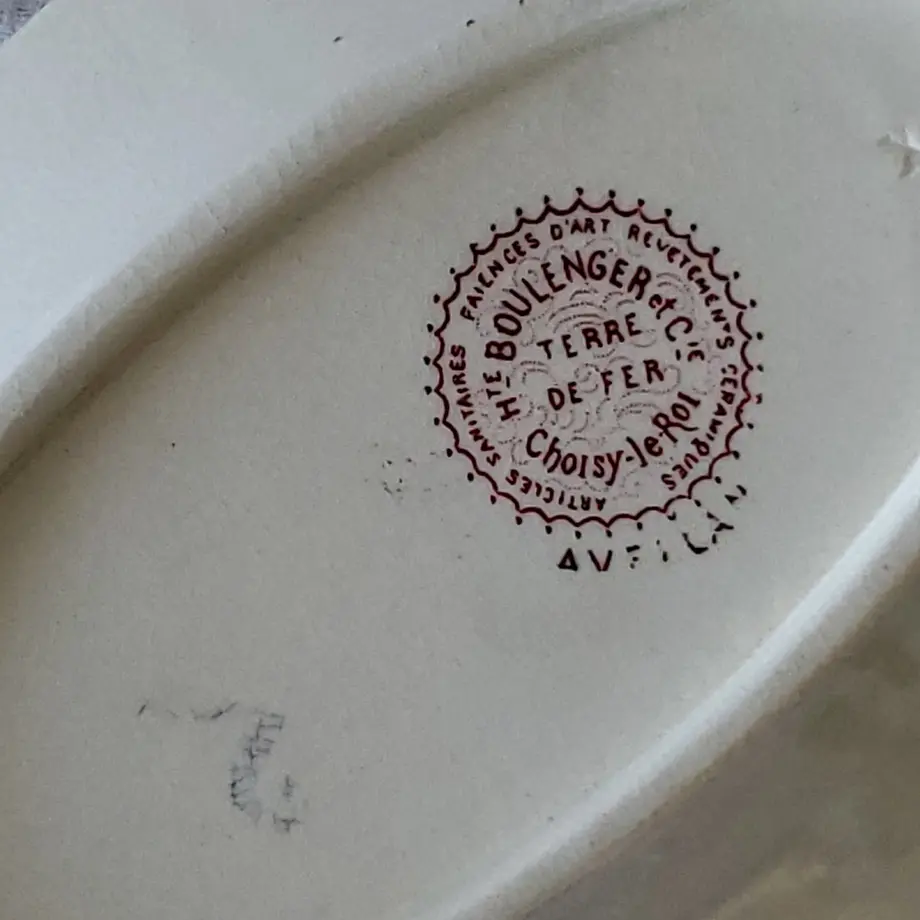 FAIENCES D'ART REVETEMENTS CERAMIQUES
ARTICLES SANITAIRES
Hte BOULENGER et Cie
TERRE
DE FER
Choisy-le-Roi